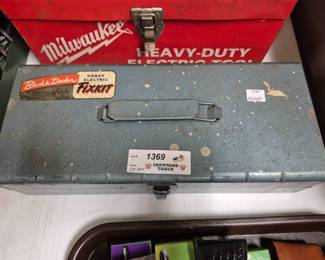 Milwaukee
HEAVY-DUTY
ELECTRIC TOOL
Black & Decker
HANDY
ELECTRIC
FIXKIT
1369
CROWNING
TOUCH